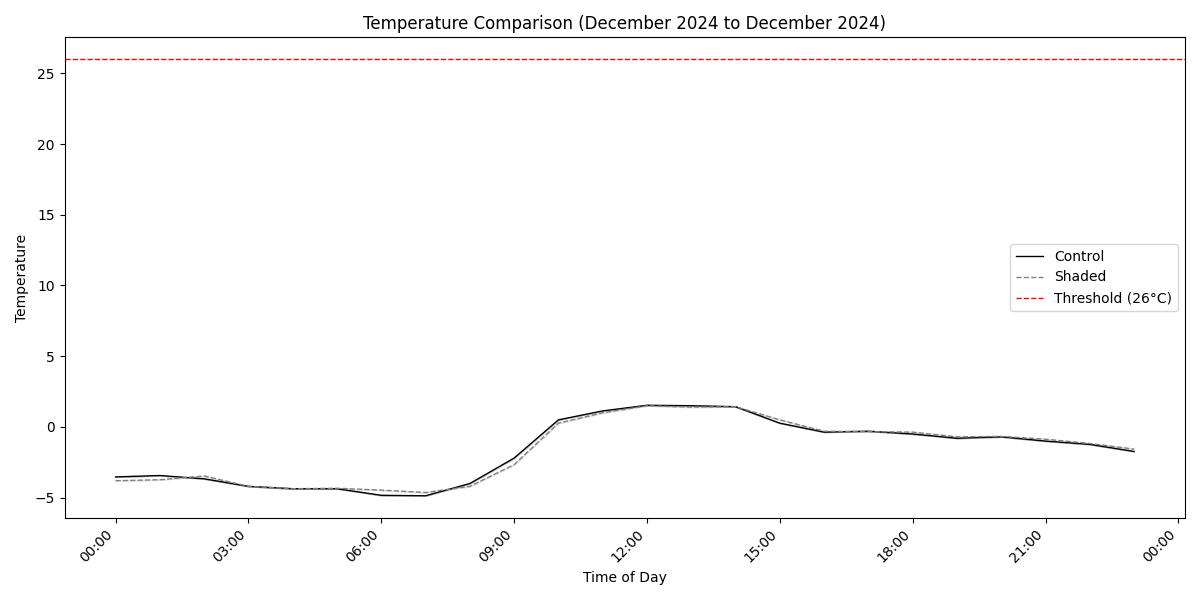 Temperature Comparison (December 2024 to December 2024)
Temperature
25
20
15
10
5
0
−5
Control
Shaded
Threshold (26°C)
00:00
03:00
06:00
09:00
12:00
15:00
18:00
21:00
00:00
Time of Day